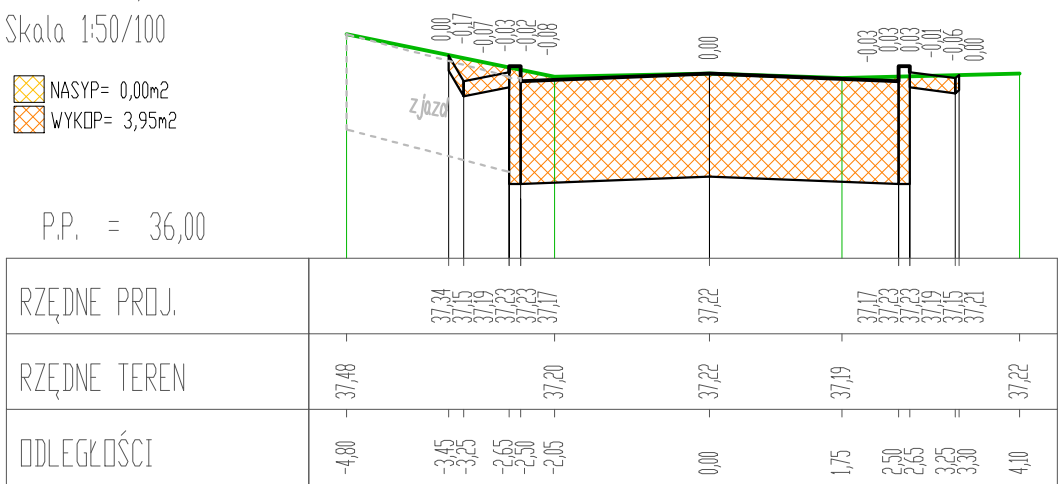 Skala 1:50/100
NASYP= 0,00m2
WYKOP= 3,95m2
0,00 -0,17 -0,07 -0,03 -0,02 -0,08 0,00 -0,03 0,03 0,03 -0,01 -0,06 0,00
zjazd
P.P. = 36,00
RZĘDNE PROJ. 37,34 37,15 37,19 37,23 37,23 37,17 37,22 37,17 37,23 37,23 37,19 37,15 37,21
RZĘDNE TEREN 37,48 37,20 37,22 37,19 37,22
ODLEGŁOŚCI -4,80 -3,45 -3,25 -2,65 -2,50 -2,05 0,00 1,75 2,50 2,65 3,25 3,30 4,10